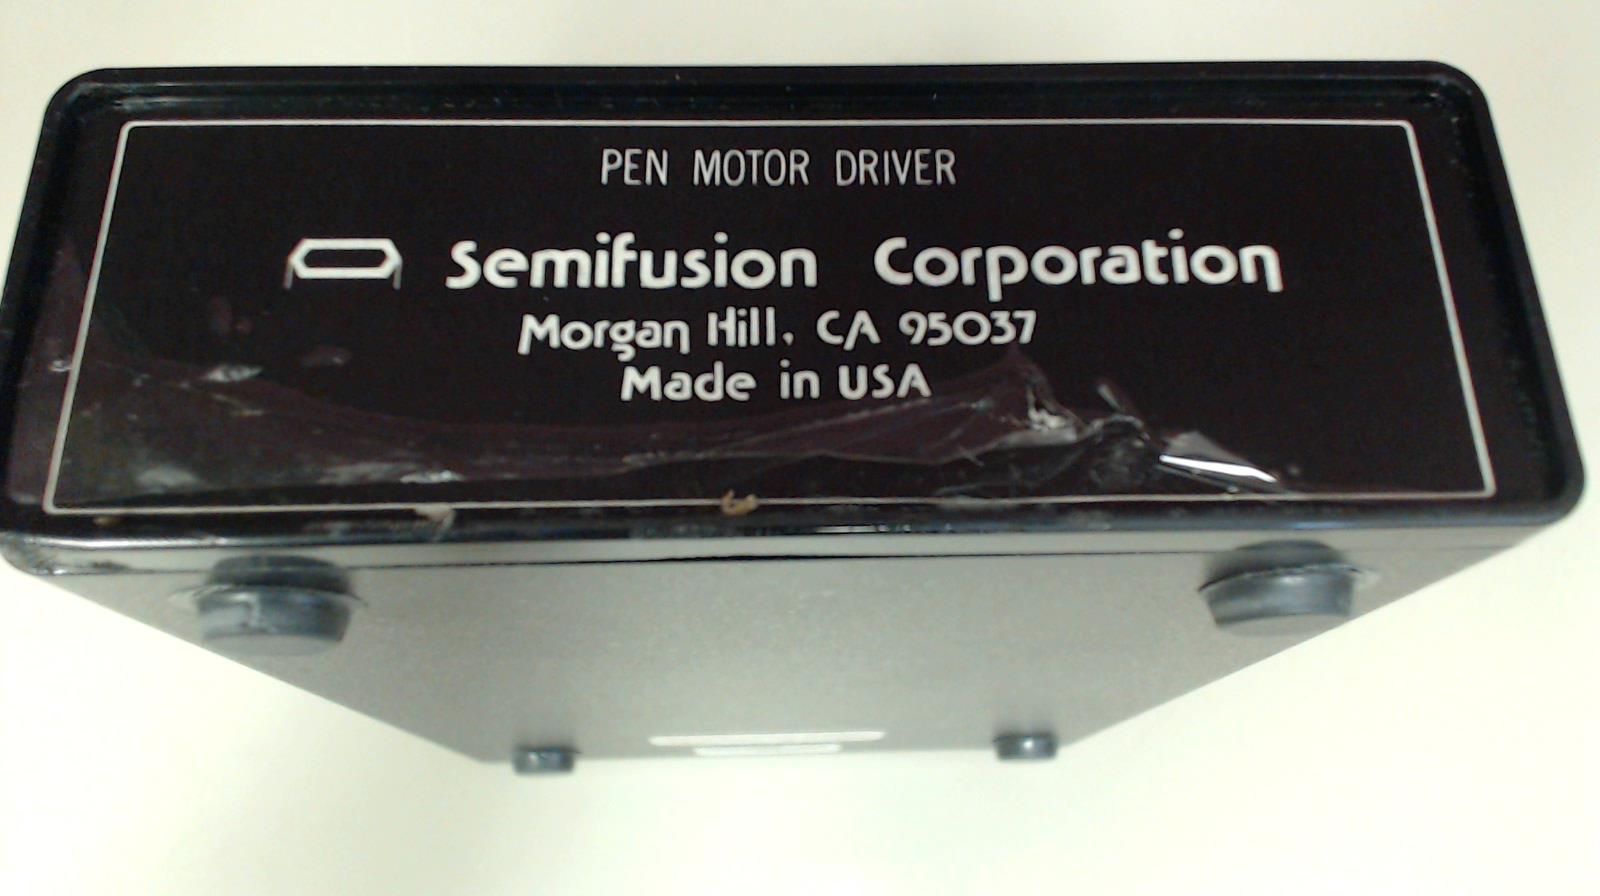 PEN MOTOR DRIVER
Semifusion Corporation
Morgan Hill, CA 95037
Made in USA